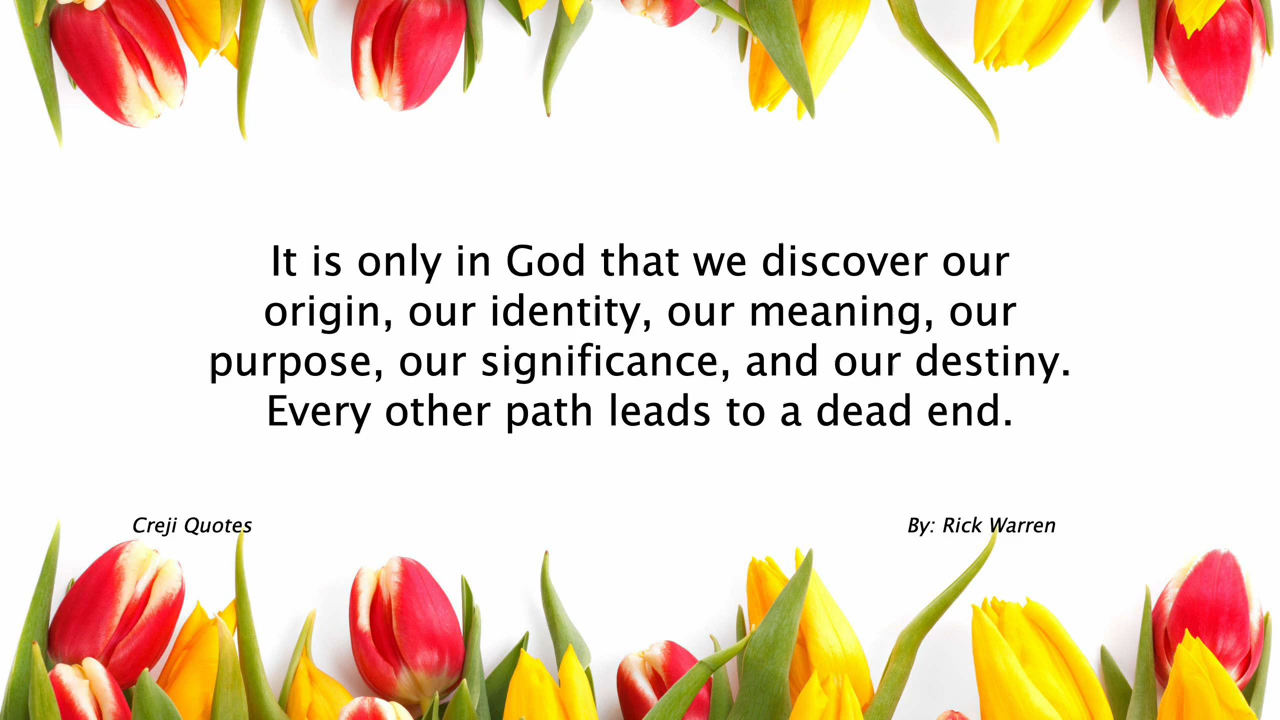 It is only in God that we discover our
origin, our identity, our meaning, our
purpose, our significance, and our destiny.
Every other path leads to a dead end.
Creji Quotes
By: Rick Warren